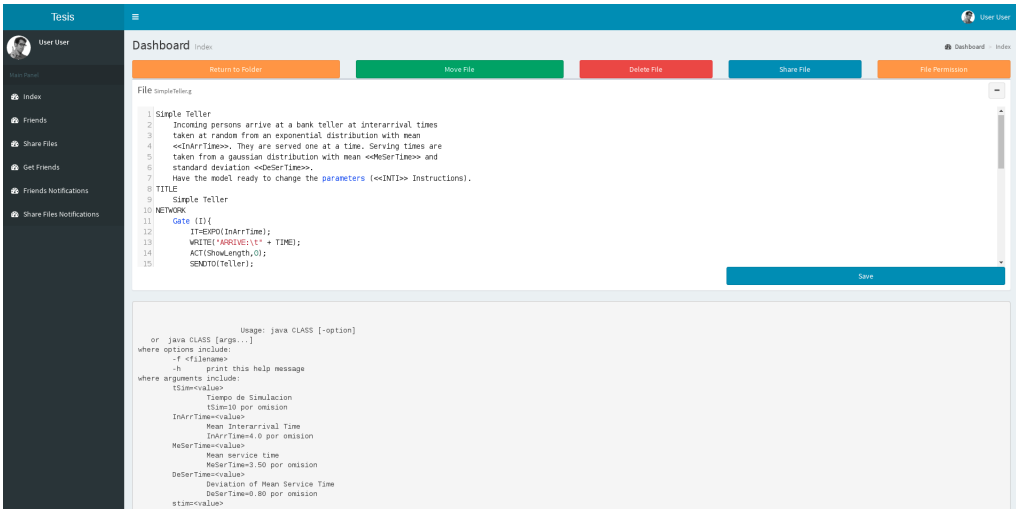 Tesis
User User
User User
Dashboard Index
Dashboard > Index
Main Panel
Index
Friends
Share Files
Get Friends
Friends Notifications
Share Files Notifications
Return to Folder
Move File
Delete File
Share File
File Permission
File SimpleTeller.g
1 Simple Teller
2 Incoming persons arrive at a bank teller at interarrival times
3 taken at random from an exponential distribution with mean
4 <<InArrTime>>. They are served one at a time. Serving times are
5 taken from a gaussian distribution with mean <<MeSerTime>> and
6 standard deviation <<DeSerTime>>.
7 Have the model ready to change the parameters (<<INTI>> Instructions).
8 TITLE
9 Simple Teller
10 NETWORK
11 Gate (I){
12 IT=EXPO(InArrTime);
13 WRITE("ARRIVE:\t" + TIME);
14 ACT(ShowLength,0);
15 SENDTO(Teller);
Save
Usage: java CLASS [-option]
or java CLASS [args...]
where options include:
-f <filename>
-h print this help message
where arguments include:
tSim=<value>
Tiempo de Simulacion
tSim=10 por omision
InArrTime=<value>
Mean Interarrival Time
InArrTime=4.0 por omision
MeSerTime=<value>
Mean service time
MeSerTime=3.50 por omision
DeSerTime=<value>
Deviation of Mean Service Time
DeSerTime=0.80 por omision
stim=<value>